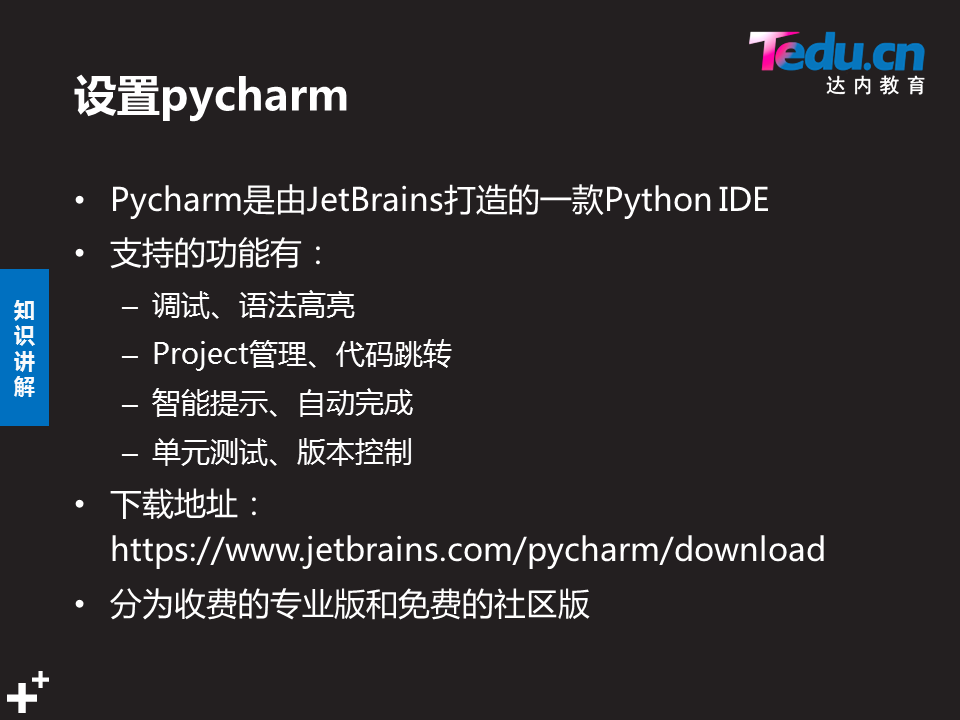 Tedu.cn
达内教育
设置pycharm
• Pycharm是由JetBrains打造的一款Python IDE
• 支持的功能有：
– 调试、语法高亮
– Project管理、代码跳转
– 智能提示、自动完成
– 单元测试、版本控制
• 下载地址：
https://www.jetbrains.com/pycharm/download
• 分为收费的专业版和免费的社区版
知
识
讲
解